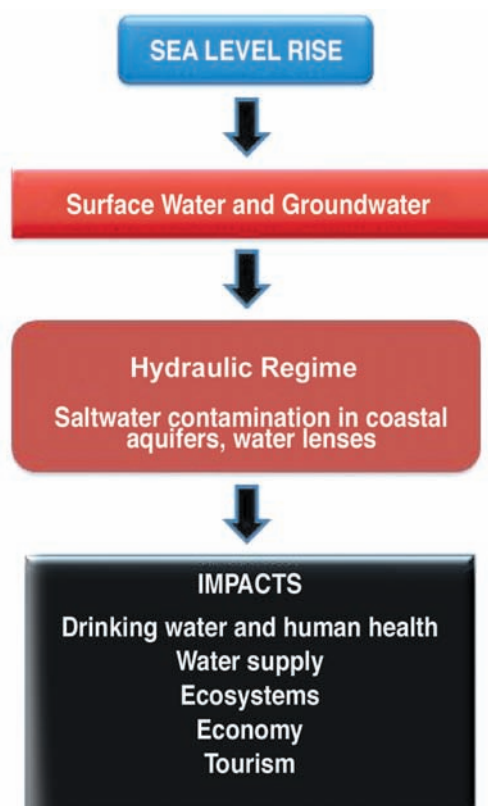 SEA LEVEL RISE
Surface Water and Groundwater
Hydraulic Regime
Saltwater contamination in coastal
aquifers, water lenses
IMPACTS
Drinking water and human health
Water supply
Ecosystems
Economy
Tourism